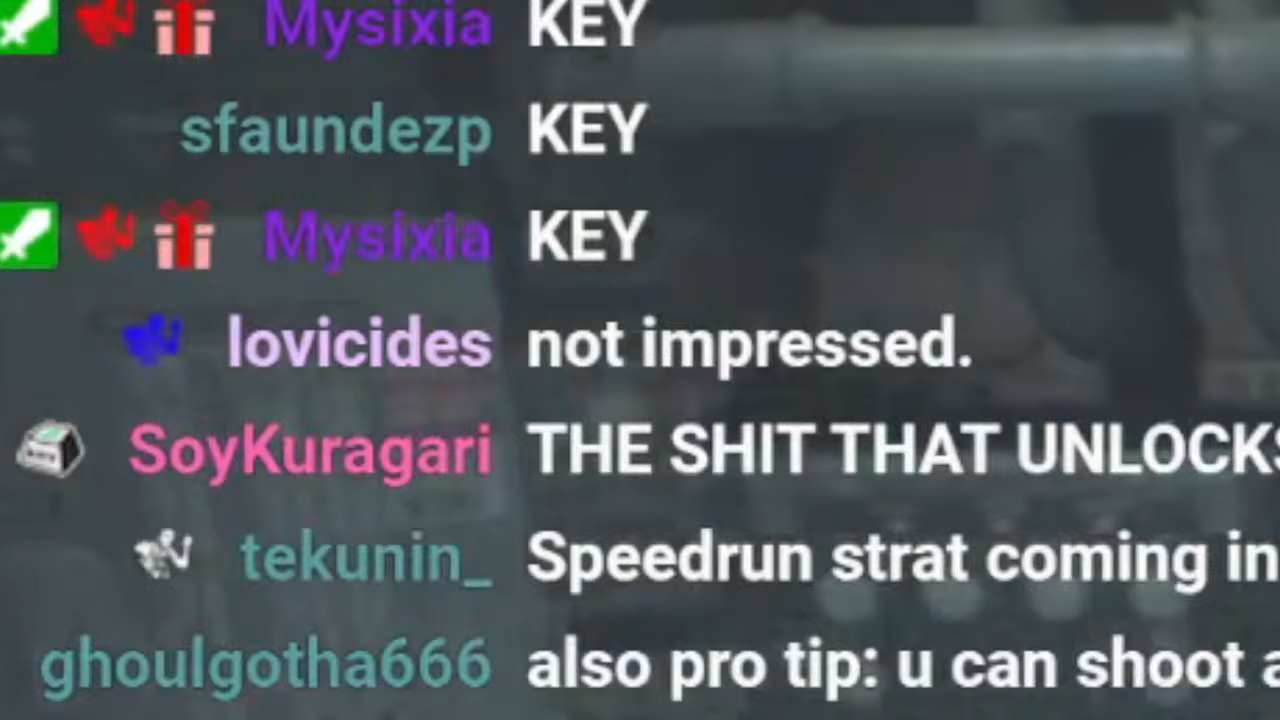 Mysixia KEY
sfaundezp KEY
Mysixia KEY
lovicides not impressed.
SoyKuragari THE SHIT THAT UNLOCKS
tekunin_ Speedrun strat coming in
ghoulgotha666 also pro tip: u can shoot a